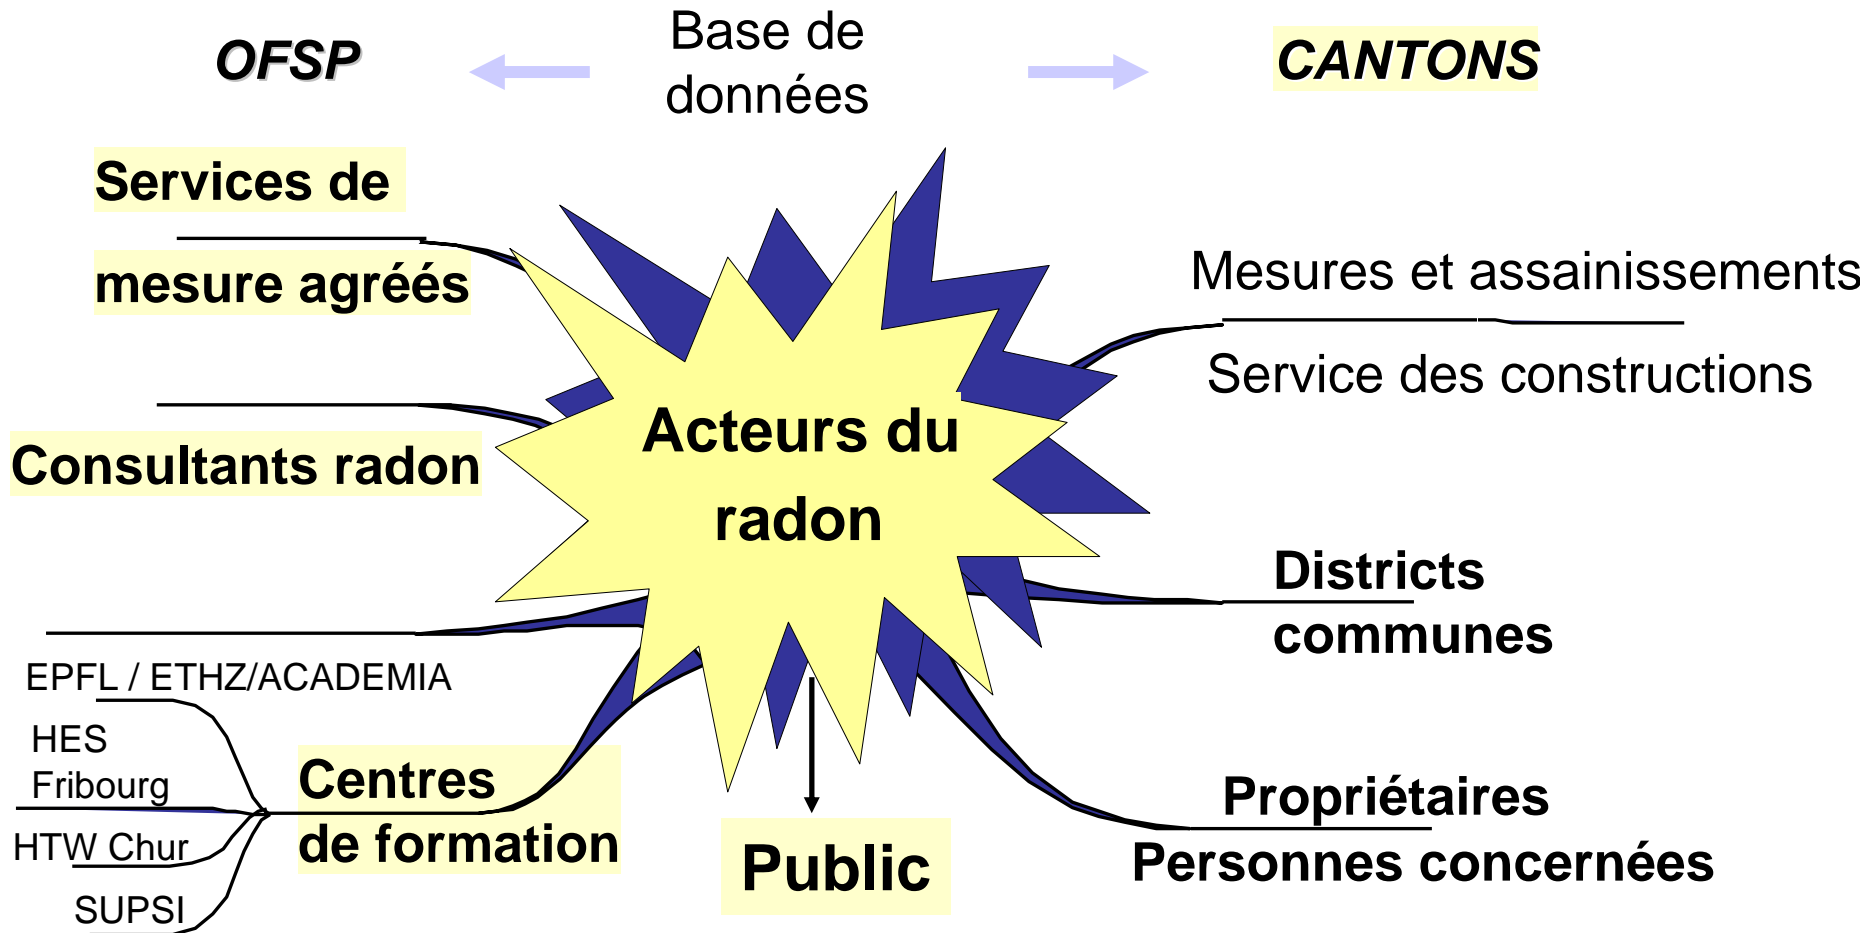 OFSP
Base de
données
CANTONS
Services de
mesure agréés
Consultants radon
EPFL / ETHZ/ACADEMIA
HES
Fribourg
HTW Chur
SUPSI
Centres
de formation
Acteurs du
radon
Public
Mesures et assainissements
Service des constructions
Districts
communes
Propriétaires
Personnes concernées